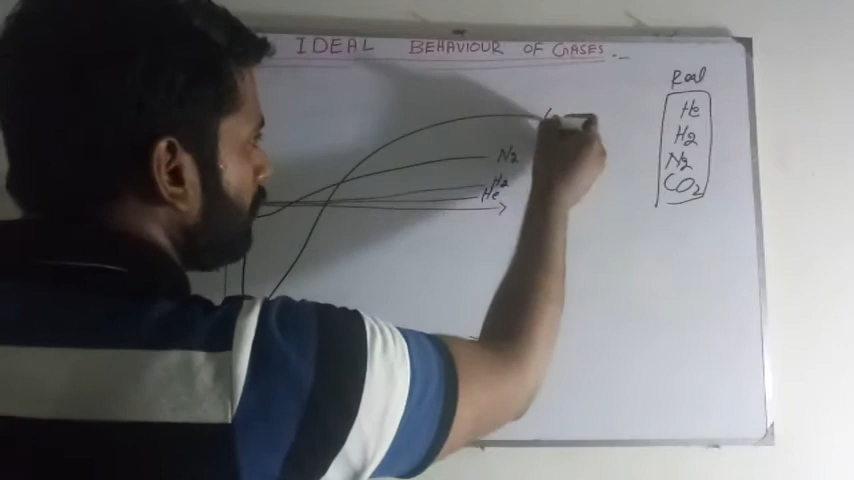 IDEAL BEHAVIOUR OF GASES
Real
He
H2
N2
CO2
N2
H2
He